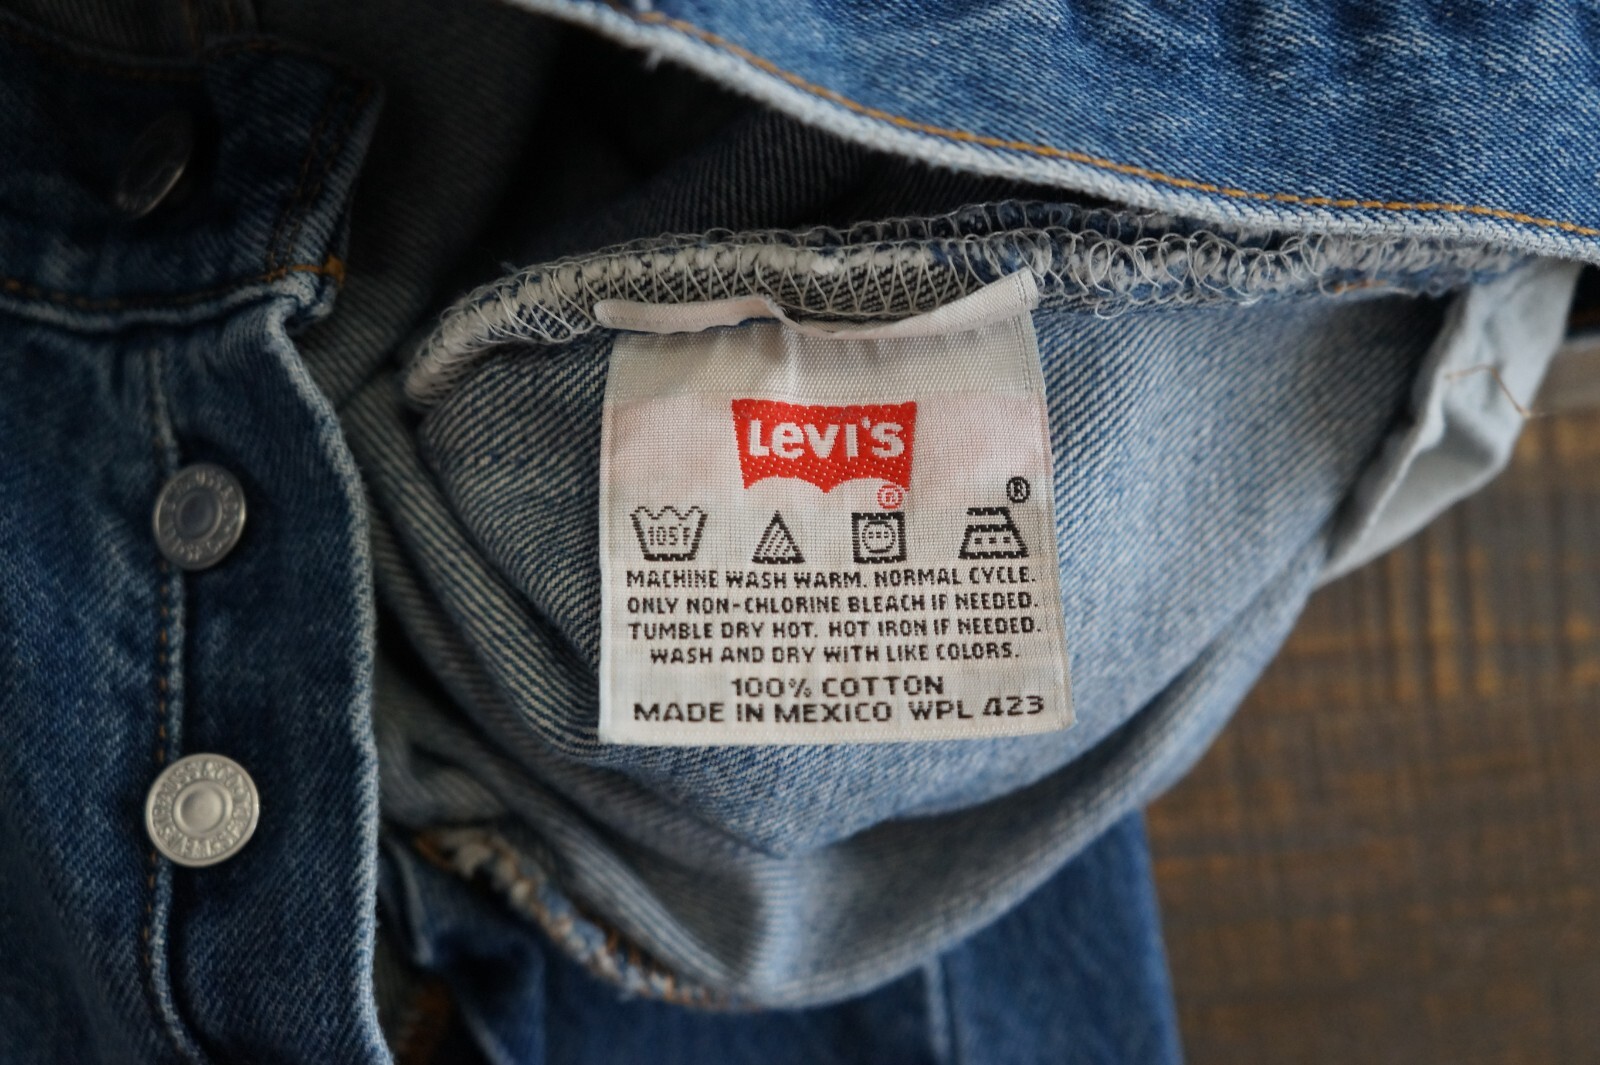 Levi's
®
®
105F
MACHINE WASH WARM. NORMAL CYCLE.
ONLY NON-CHLORINE BLEACH IF NEEDED.
TUMBLE DRY HOT. HOT IRON IF NEEDED.
WASH AND DRY WITH LIKE COLORS.
100% COTTON
MADE IN MEXICO WPL 423